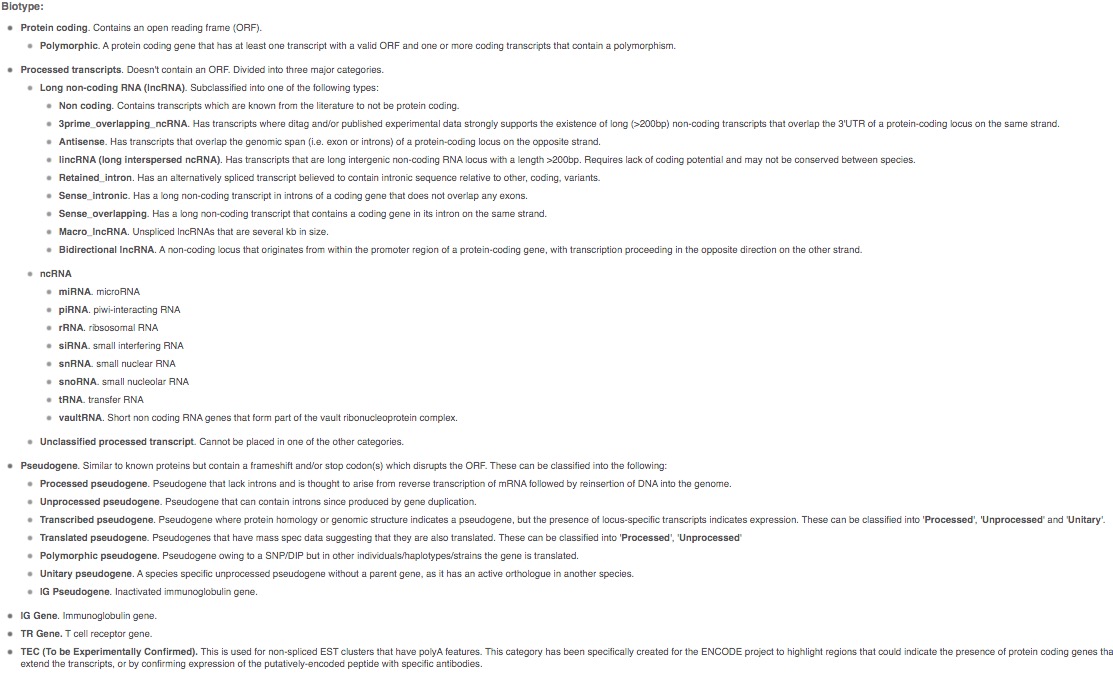 Biotype:
Protein coding. Contains an open reading frame (ORF).
Polymorphic. A protein coding gene that has at least one transcript with a valid ORF and one or more coding transcripts that contain a polymorphism.
Processed transcripts. Doesn't contain an ORF. Divided into three major categories.
Long non-coding RNA (lncRNA). Subclassified into one of the following types:
Non coding. Contains transcripts which are known from the literature to not be protein coding.
3prime_overlapping_ncRNA. Has transcripts where ditag and/or published experimental data strongly supports the existence of long (>200bp) non-coding transcripts that overlap the 3'UTR of a protein-coding locus on the same strand.
Antisense. Has transcripts that overlap the genomic span (i.e. exon or introns) of a protein-coding locus on the opposite strand.
lincRNA (long interspersed ncRNA). Has transcripts that are long intergenic non-coding RNA locus with a length >200bp. Requires lack of coding potential and may not be conserved between species.
Retained_intron. Has an alternatively spliced transcript believed to contain intronic sequence relative to other, coding, variants.
Sense_intronic. Has a long non-coding transcript in introns of a coding gene that does not overlap any exons.
Sense_overlapping. Has a long non-coding transcript that contains a coding gene in its intron on the same strand.
Macro_lncRNA. Unspliced lncRNAs that are several kb in size.
Bidirectional lncRNA. A non-coding locus that originates from within the promoter region of a protein-coding gene, with transcription proceeding in the opposite direction on the other strand.
ncRNA
miRNA. microRNA
piRNA. piwi-interacting RNA
rRNA. ribsosomal RNA
siRNA. small interfering RNA
snRNA. small nuclear RNA
snoRNA. small nucleolar RNA
tRNA. transfer RNA
vaultRNA. Short non coding RNA genes that form part of the vault ribonucleoprotein complex.
Unclassified processed transcript. Cannot be placed in one of the other categories.
Pseudogene. Similar to known proteins but contain a frameshift and/or stop codon(s) which disrupts the ORF. These can be classified into the following:
Processed pseudogene. Pseudogene that lack introns and is thought to arise from reverse transcription of mRNA followed by reinsertion of DNA into the genome.
Unprocessed pseudogene. Pseudogene that can contain introns since produced by gene duplication.
Transcribed pseudogene. Pseudogene where protein homology or genomic structure indicates a pseudogene, but the presence of locus-specific transcripts indicates expression. These can be classified into 'Processed', 'Unprocessed' and 'Unitary'.
Translated pseudogene. Pseudogenes that have mass spec data suggesting that they are also translated. These can be classified into 'Processed', 'Unprocessed'
Polymorphic pseudogene. Pseudogene owing to a SNP/DIP but in other individuals/haplotypes/strains the gene is translated.
Unitary pseudogene. A species specific unprocessed pseudogene without a parent gene, as it has an active orthologue in another species.
IG Pseudogene. Inactivated immunoglobulin gene.
IG Gene. Immunoglobulin gene.
TR Gene. T cell receptor gene.
TEC (To be Experimentally Confirmed). This is used for non-spliced EST clusters that have polyA features. This category has been specifically created for the ENCODE project to highlight regions that could indicate the presence of protein coding genes tha
extend the transcripts, or by confirming expression of the putatively-encoded peptide with specific antibodies.